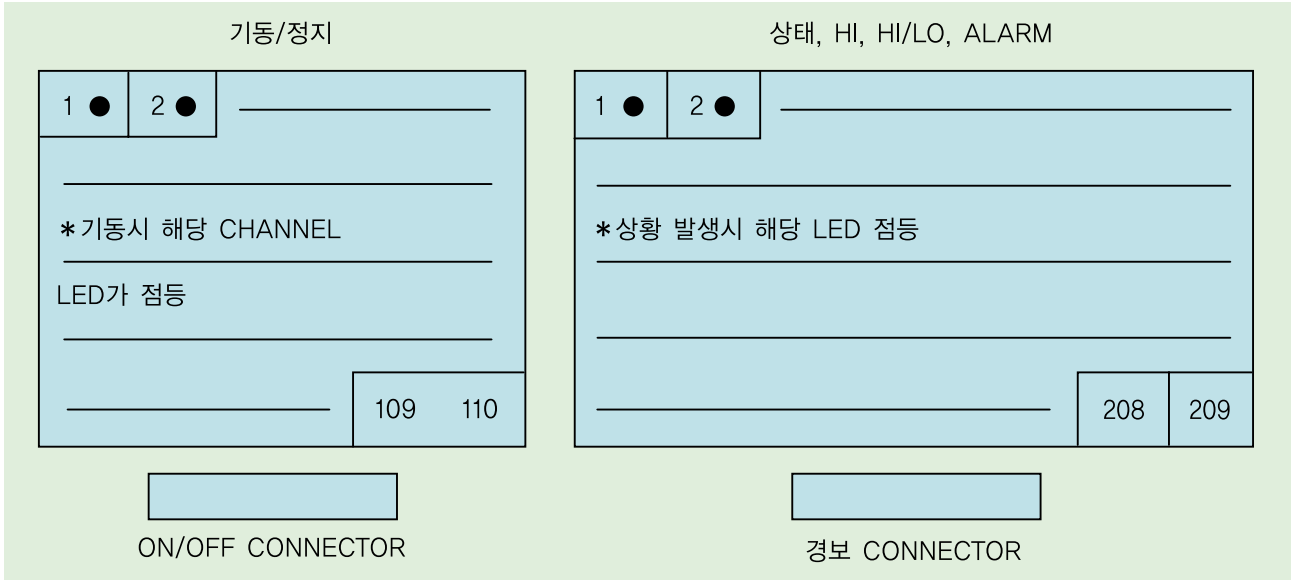 기동/정지
1 ● 2 ●
*기동시 해당 CHANNEL
LED가 점등
109 110
ON/OFF CONNECTOR
상태, HI, HI/LO, ALARM
1 ● 2 ●
*상황 발생시 해당 LED 점등
208 209
경보 CONNECTOR